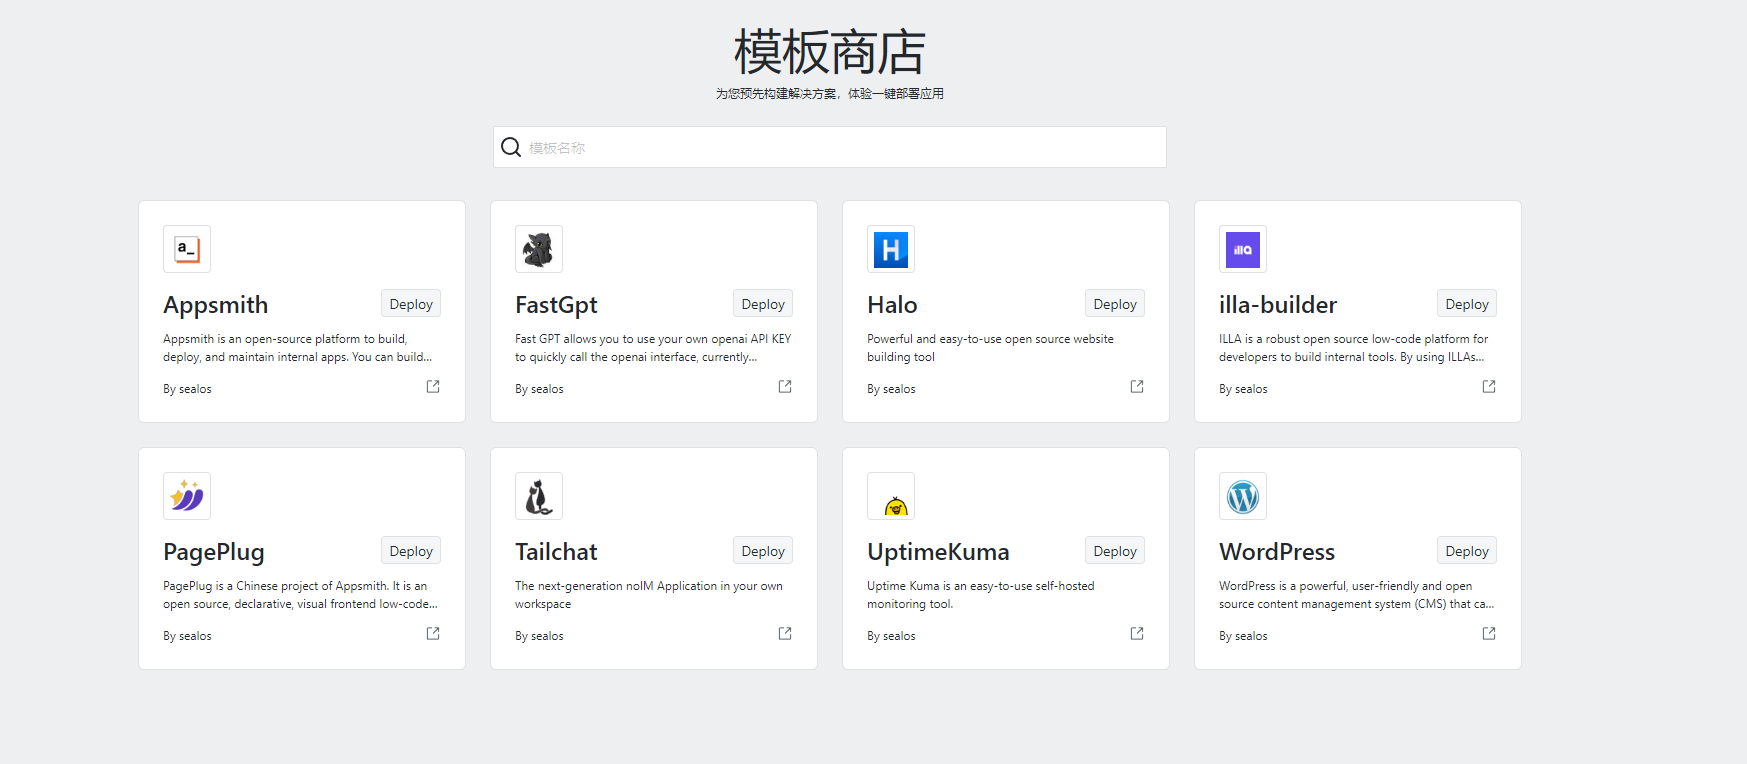 模板商店
为您预先构建解决方案，体验一键部署应用
模板名称
a_
Appsmith
Deploy
Appsmith is an open-source platform to build,
deploy, and maintain internal apps. You can build...
By sealos
FastGpt
Deploy
Fast GPT allows you to use your own openai API KEY
to quickly call the openai interface, currently...
By sealos
H
Halo
Deploy
Powerful and easy-to-use open source website
building tool
By sealos
illa
illa-builder
Deploy
ILLA is a robust open source low-code platform for
developers to build internal tools. By using ILLAs...
By sealos
PagePlug
Deploy
PagePlug is a Chinese project of Appsmith. It is an
open source, declarative, visual frontend low-code...
By sealos
Tailchat
Deploy
The next-generation noIM Application in your own
workspace
By sealos
UptimeKuma
Deploy
Uptime Kuma is an easy-to-use self-hosted
monitoring tool.
By sealos
W
WordPress
Deploy
WordPress is a powerful, user-friendly and open
source content management system (CMS) that ca...
By sealos